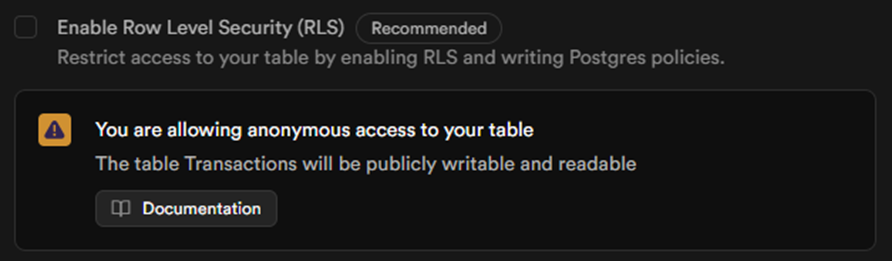 Enable Row Level Security (RLS) Recommended
Restrict access to your table by enabling RLS and writing Postgres policies.
You are allowing anonymous access to your table
The table Transactions will be publicly writable and readable
Documentation